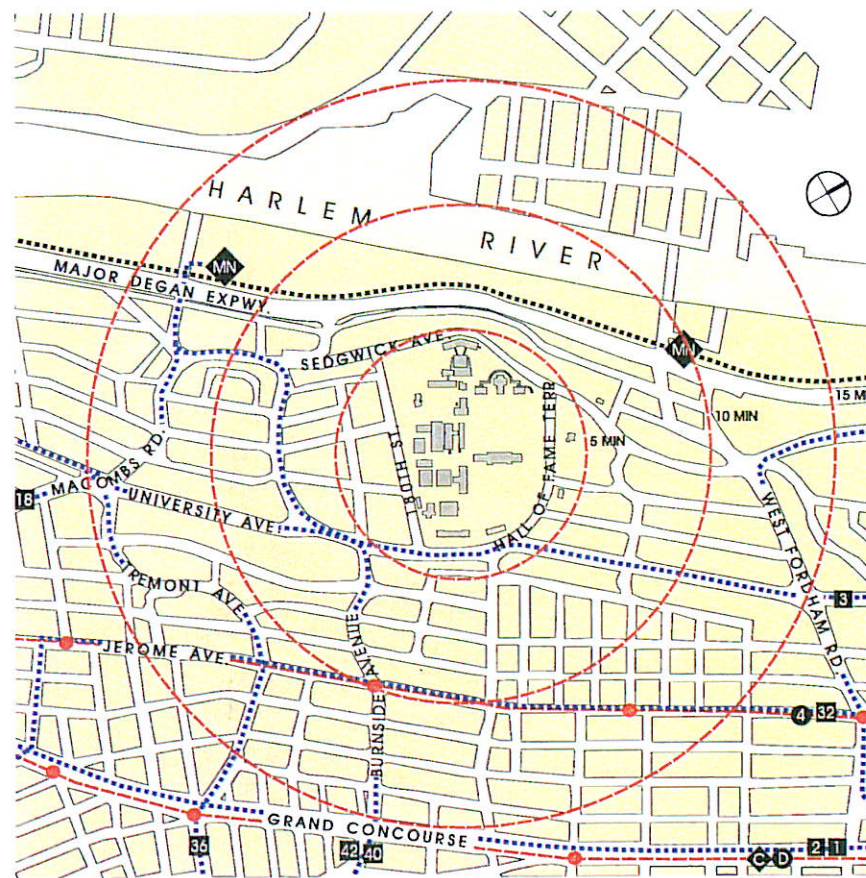 HARLEM RIVER
MN
MAJOR DEGAN EXPWY.
SEDGWICK AVE.
MN
15 M
10 MIN
5 MIN
180TH ST
HALL OF FAME TERR
MACOMBS RD.
18
UNIVERSITY AVE.
WEST FORDHAM RD.
3
TREMONT AVE.
JEROME AVE.
BURNSIDE AVENUE
4
32
GRAND CONCOURSE
36
42
40
C
D
2
1